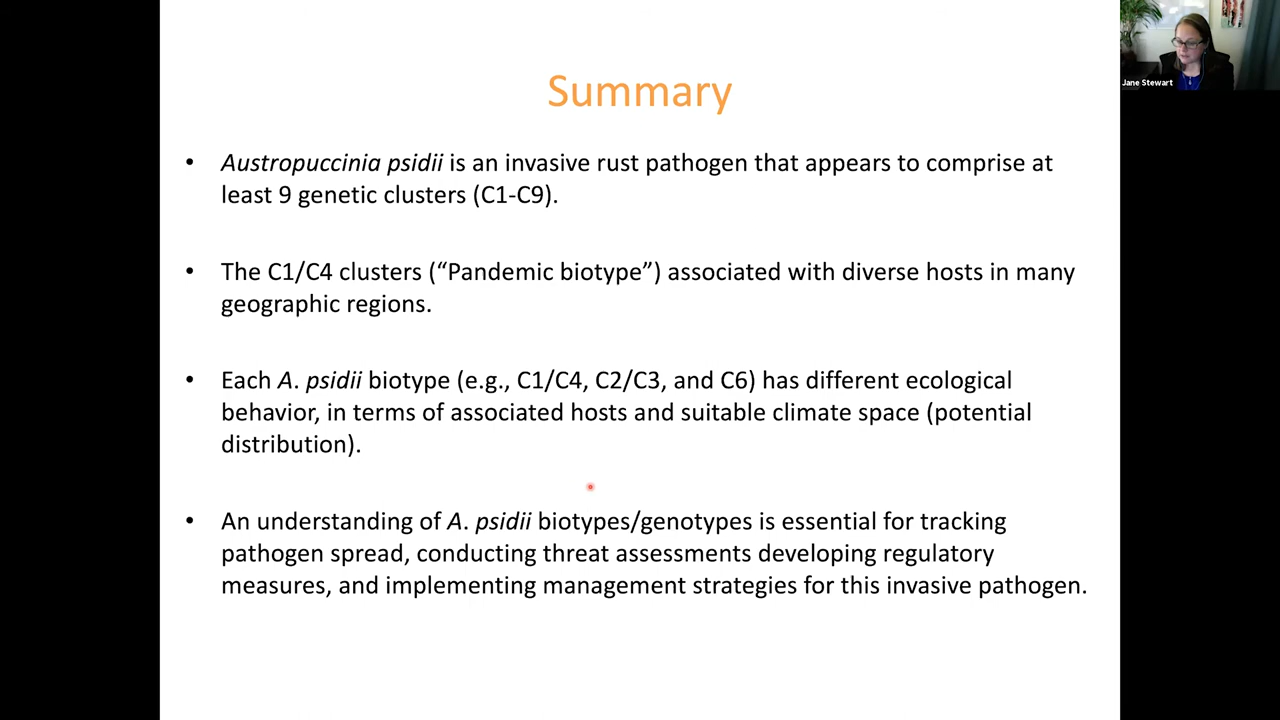 Summary
• Austropuccinia psidii is an invasive rust pathogen that appears to comprise at
least 9 genetic clusters (C1-C9).
• The C1/C4 clusters (“Pandemic biotype”) associated with diverse hosts in many
geographic regions.
• Each A. psidii biotype (e.g., C1/C4, C2/C3, and C6) has different ecological
behavior, in terms of associated hosts and suitable climate space (potential
distribution).
• An understanding of A. psidii biotypes/genotypes is essential for tracking
pathogen spread, conducting threat assessments developing regulatory
measures, and implementing management strategies for this invasive pathogen.
Jane Stewart